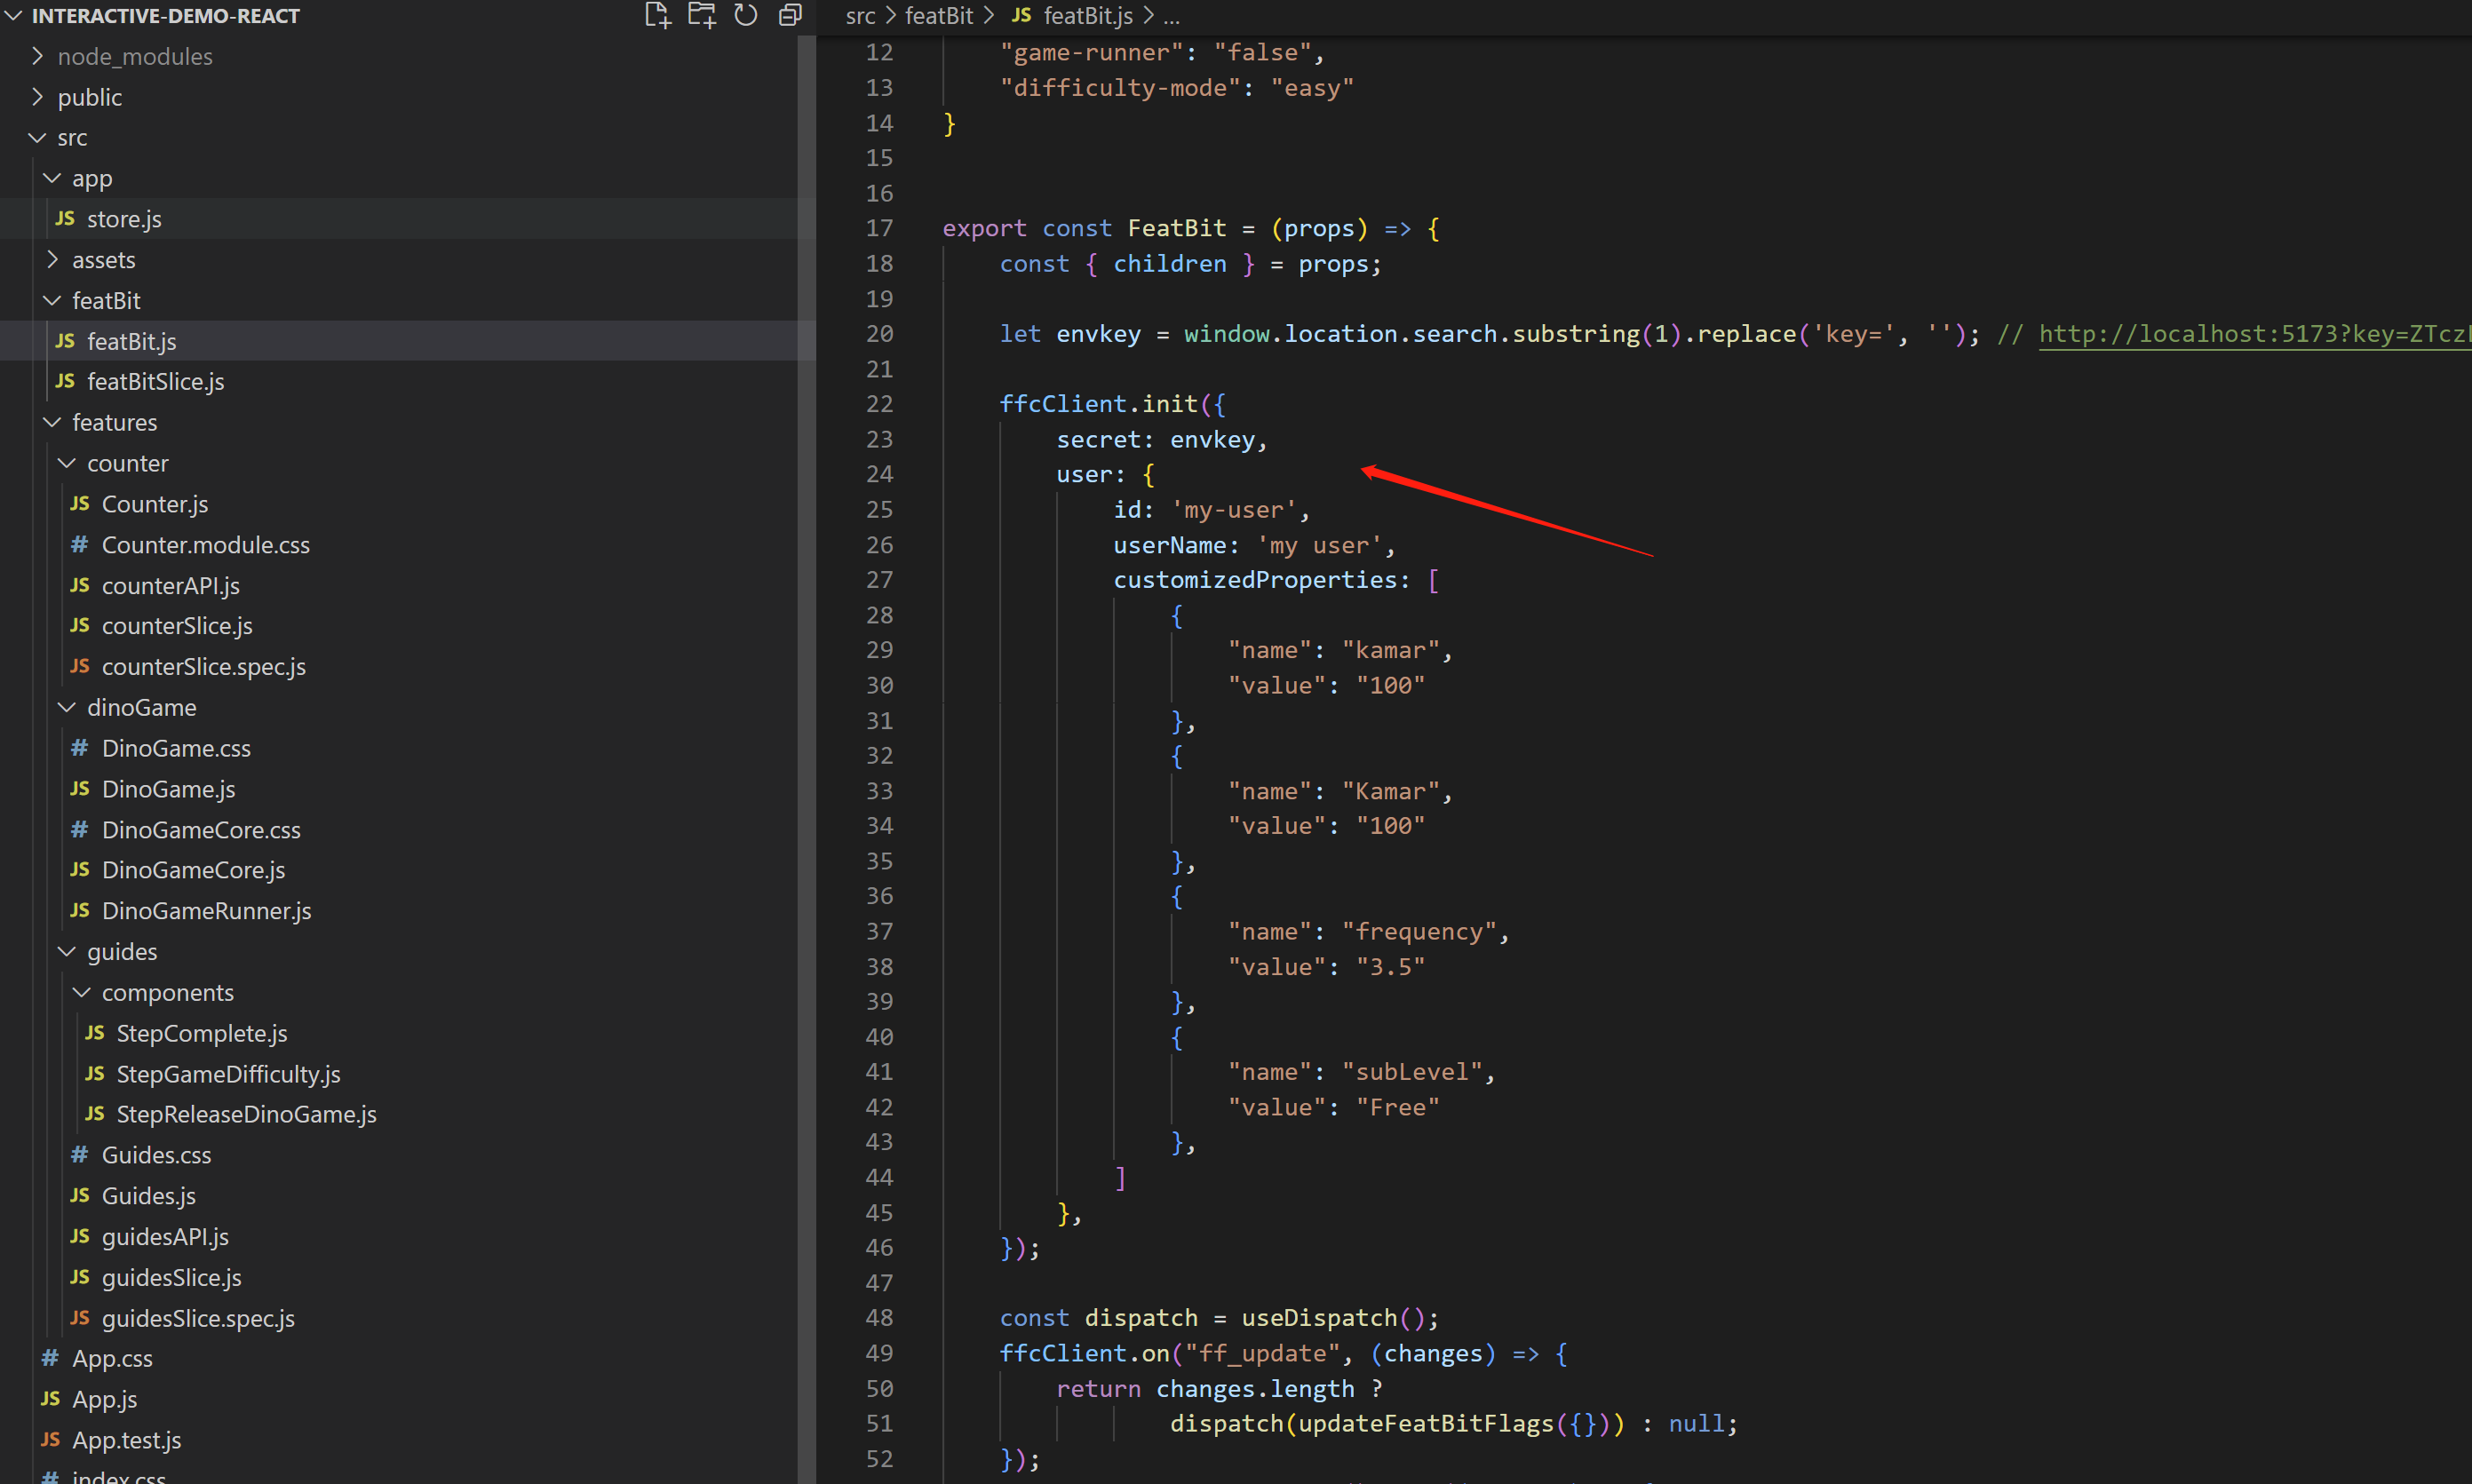 INTERACTIVE-DEMO-REACT
node_modules
public
src
app
JS store.js
assets
featBit
JS featBit.js
JS featBitSlice.js
features
counter
JS Counter.js
# Counter.module.css
JS counterAPI.js
JS counterSlice.js
JS counterSlice.spec.js
dinoGame
# DinoGame.css
JS DinoGame.js
# DinoGameCore.css
JS DinoGameCore.js
JS DinoGameRunner.js
guides
components
JS StepComplete.js
JS StepGameDifficulty.js
JS StepReleaseDinoGame.js
# Guides.css
JS Guides.js
JS guidesAPI.js
JS guidesSlice.js
JS guidesSlice.spec.js
# App.css
JS App.js
JS App.test.js
# index.css
src > featBit > JS featBit.js > ...
12 "game-runner": "false",
13 "difficulty-mode": "easy"
14 }
15
16
17 export const FeatBit = (props) => {
18 const { children } = props;
19
20 let envkey = window.location.search.substring(1).replace('key=', ''); // http://localhost:5173?key=ZTcz
21
22 ffcClient.init({
23 secret: envkey,
24 user: {
25 id: 'my-user',
26 userName: 'my user',
27 customizedProperties: [
28 {
29 "name": "kamar",
30 "value": "100"
31 },
32 {
33 "name": "Kamar",
34 "value": "100"
35 },
36 {
37 "name": "frequency",
38 "value": "3.5"
39 },
40 {
41 "name": "subLevel",
42 "value": "Free"
43 },
44 ]
45 },
46 });
47
48 const dispatch = useDispatch();
49 ffcClient.on("ff_update", (changes) => {
50 return changes.length ?
51 dispatch(updateFeatBitFlags({})) : null;
52 });